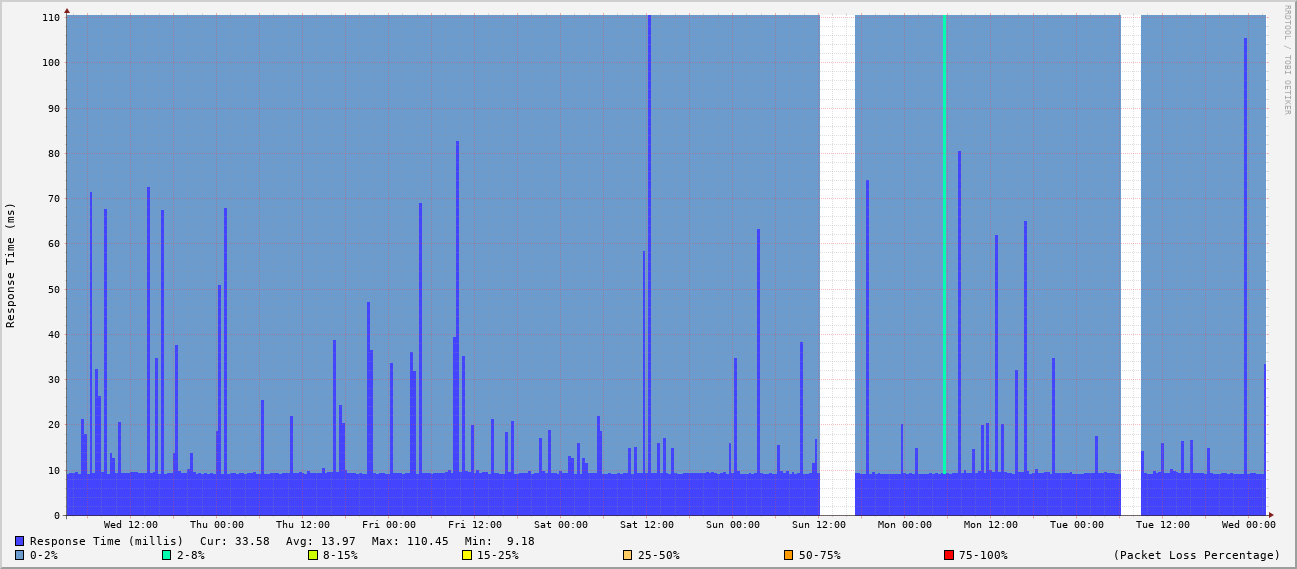 RRDTOOL / TOBI OETIKER
Response Time (ms)
110
100
90
80
70
60
50
40
30
20
10
0
Wed 12:00 Thu 00:00 Thu 12:00 Fri 00:00 Fri 12:00 Sat 00:00 Sat 12:00 Sun 00:00 Sun 12:00 Mon 00:00 Mon 12:00 Tue 00:00 Tue 12:00 Wed 00:00
Response Time (millis) Cur: 33.58 Avg: 13.97 Max: 110.45 Min: 9.18
0-2% 2-8% 8-15% 15-25% 25-50% 50-75% 75-100% (Packet Loss Percentage)